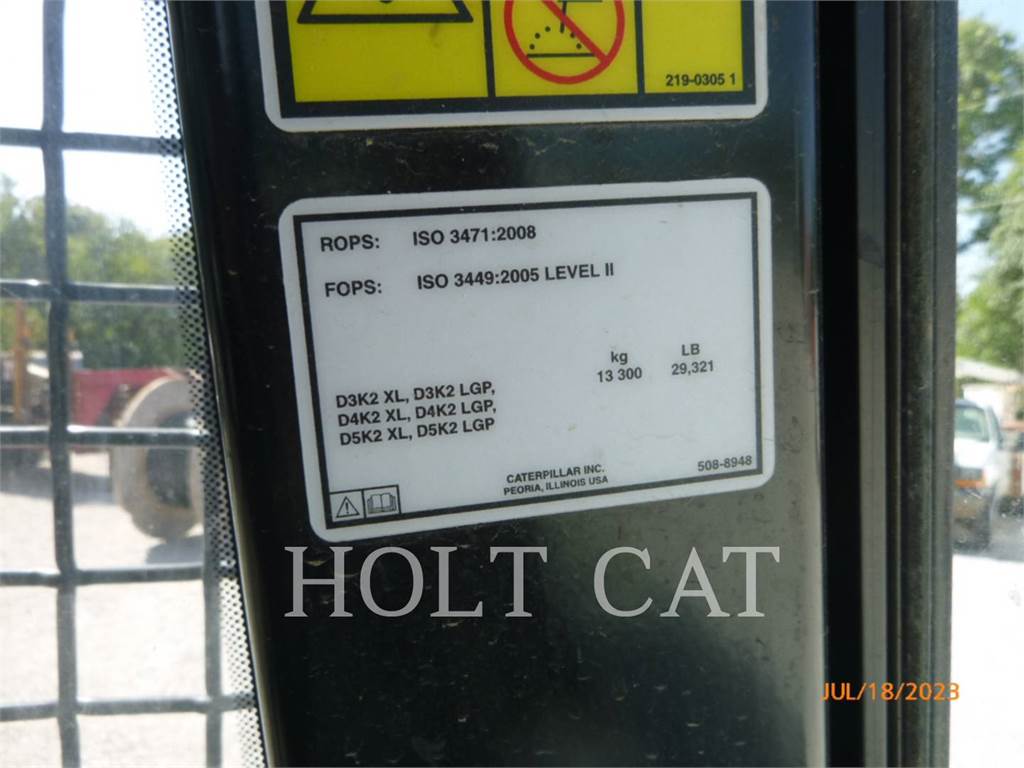 219-0305 1
ROPS: ISO 3471:2008
FOPS: ISO 3449:2005 LEVEL II
kg LB
13 300 29,321
D3K2 XL, D3K2 LGP,
D4K2 XL, D4K2 LGP,
D5K2 XL, D5K2 LGP
CATERPILLAR INC.
PEORIA, ILLINOIS USA
508-8948
HOLT CAT
JUL/18/2023